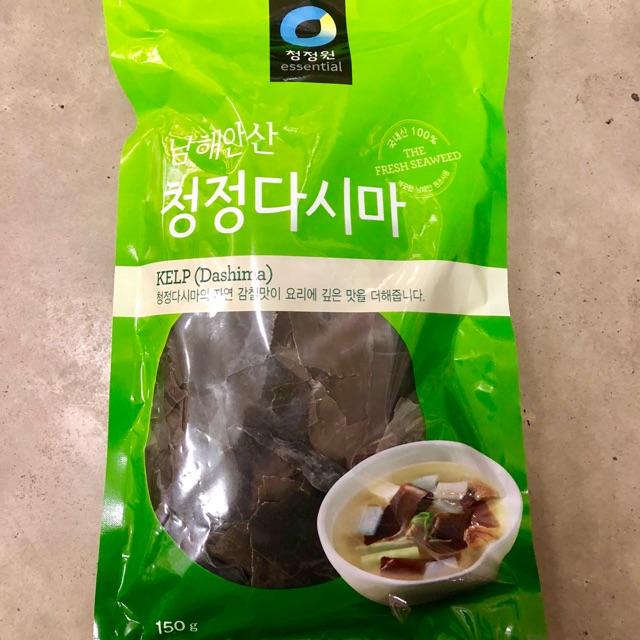 청정원
essential
남해안산
청정다시마
국내산 100%
THE
FRESH SEAWEED
KELP (Dashima)
청정다시마의 자연 감칠맛이 요리에 깊은 맛을 더해줍니다.
150g